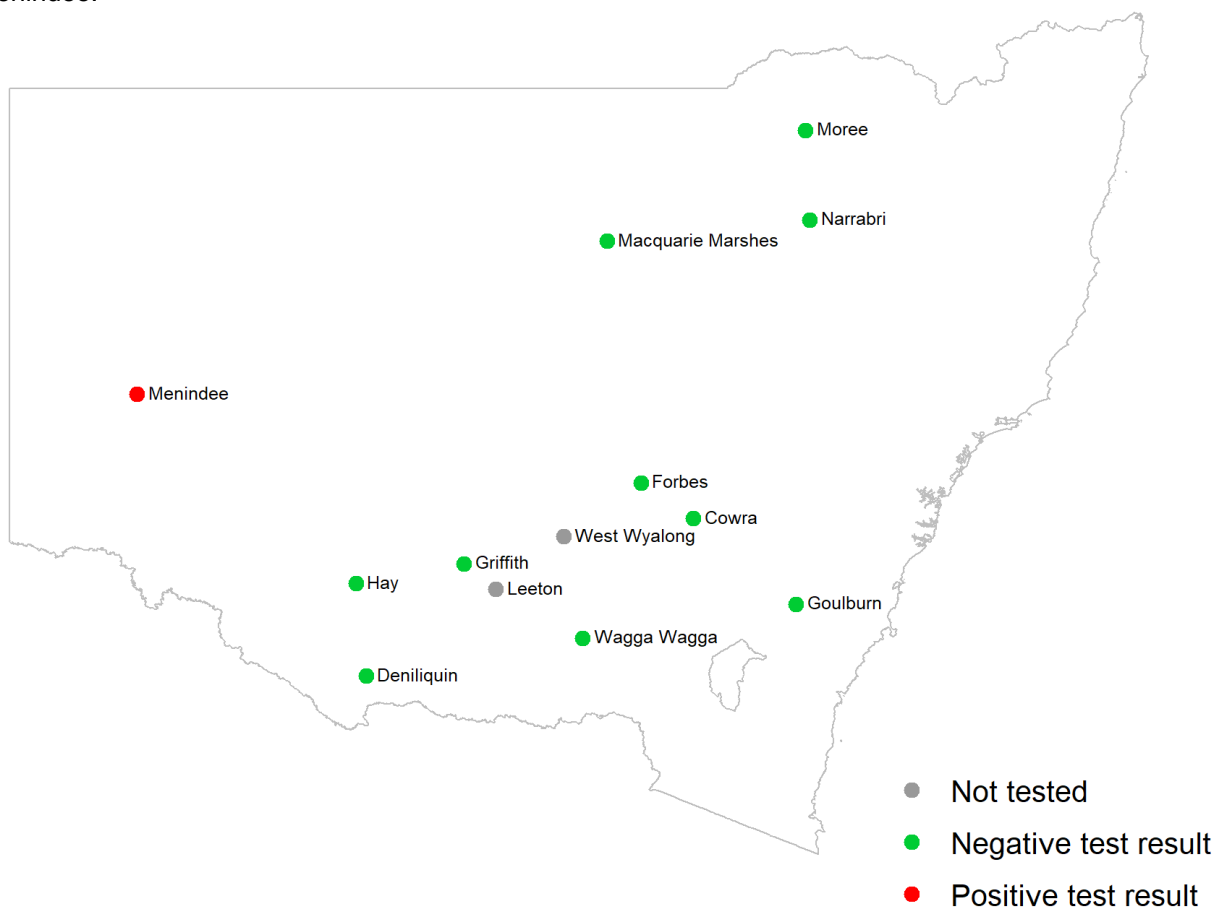 Moree
Narrabri
Macquarie Marshes
Menindee
Forbes
Cowra
West Wyalong
Griffith
Hay
Leeton
Goulburn
Wagga Wagga
Deniliquin
Not tested
Negative test result
Positive test result